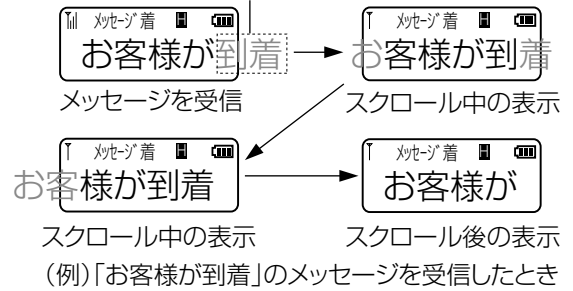 メッセージ着
お客様が到着
メッセージを受信
メッセージ着
お客様が到着
スクロール中の表示
メッセージ着
お客様が到着
スクロール中の表示
メッセージ着
お客様が
スクロール後の表示
（例）「お客様が到着」のメッセージを受信したとき